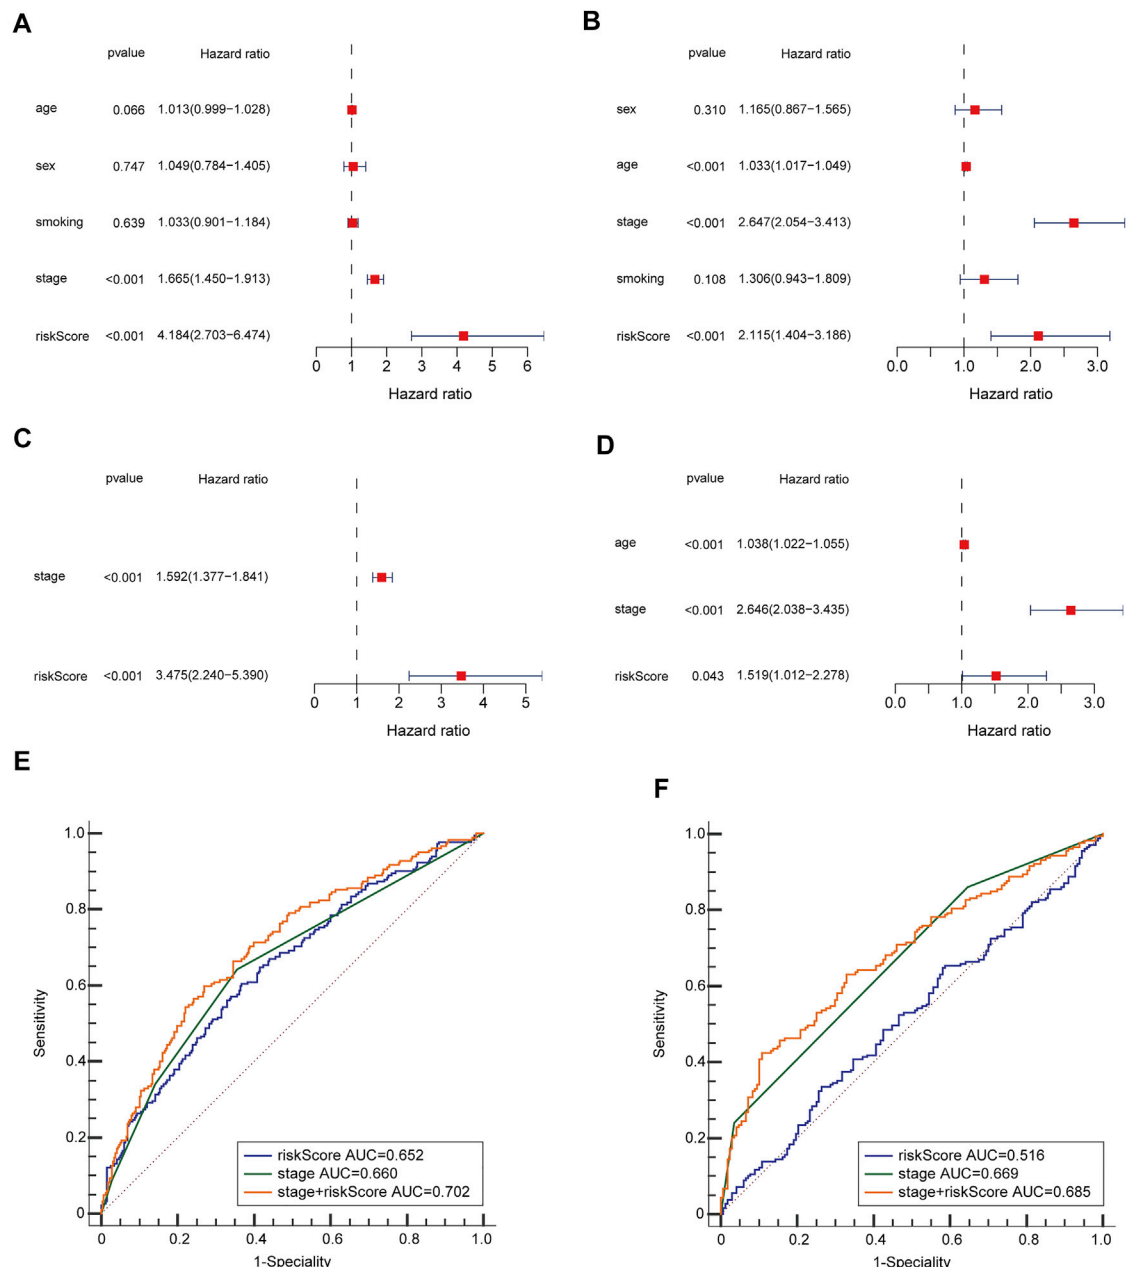 A
pvalue Hazard ratio
age 0.066 1.013(0.999−1.028)
sex 0.747 1.049(0.784−1.405)
smoking 0.639 1.033(0.901−1.184)
stage <0.001 1.665(1.450−1.913)
riskScore <0.001 4.184(2.703−6.474)
0 1 2 3 4 5 6
Hazard ratio
B
pvalue Hazard ratio
sex 0.310 1.165(0.867−1.565)
age <0.001 1.033(1.017−1.049)
stage <0.001 2.647(2.054−3.413)
smoking 0.108 1.306(0.943−1.809)
riskScore <0.001 2.115(1.404−3.186)
0.0 1.0 2.0 3.0
Hazard ratio
C
pvalue Hazard ratio
stage <0.001 1.592(1.377−1.841)
riskScore <0.001 3.475(2.240−5.390)
0 1 2 3 4 5
Hazard ratio
D
pvalue Hazard ratio
age <0.001 1.038(1.022−1.055)
stage <0.001 2.646(2.038−3.435)
riskScore 0.043 1.519(1.012−2.278)
0.0 1.0 2.0 3.0
Hazard ratio
E
1.0
0.8
0.6
0.4
0.2
0
Sensitivity
riskScore AUC=0.652
stage AUC=0.660
stage+riskScore AUC=0.702
0 0.2 0.4 0.6 0.8 1.0
1-Speciality
F
1.0
0.8
0.6
0.4
0.2
0
Sensitivity
riskScore AUC=0.516
stage AUC=0.669
stage+riskScore AUC=0.685
0 0.2 0.4 0.6 0.8 1.0
1-Speciality